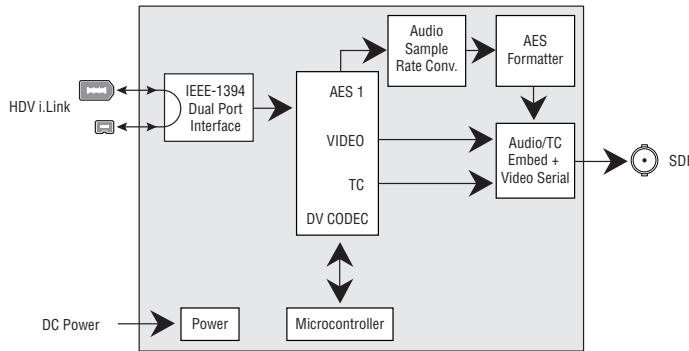 Audio
Sample
Rate Conv.
AES
Formatter
HDV i.Link
IEEE-1394
Dual Port
Interface
AES 1
VIDEO
TC
DV CODEC
Audio/TC
Embed +
Video Serial
SDI
DC Power
Power
Microcontroller